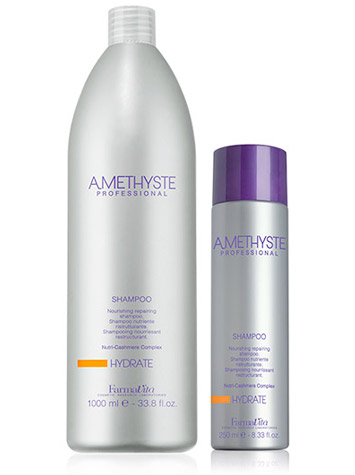 AMETHYSTE
PROFESSIONAL
SHAMPOO
Nourishing repairing
shampoo.
Shampoo nutriente
ristrutturante.
Shampooing nourrissant
restructurant.
Nutri-Cashmere Complex
HYDRATE
FarmaVita
1000 ml e - 33.8 fl.oz.
AMETHYSTE
PROFESSIONAL
SHAMPOO
Nourishing repairing
shampoo.
Shampoo nutriente
ristrutturante.
Shampooing nourrissant
restructurant.
Nutri-Cashmere Complex
HYDRATE
FarmaVita
250 ml e - 8.33 fl.oz.